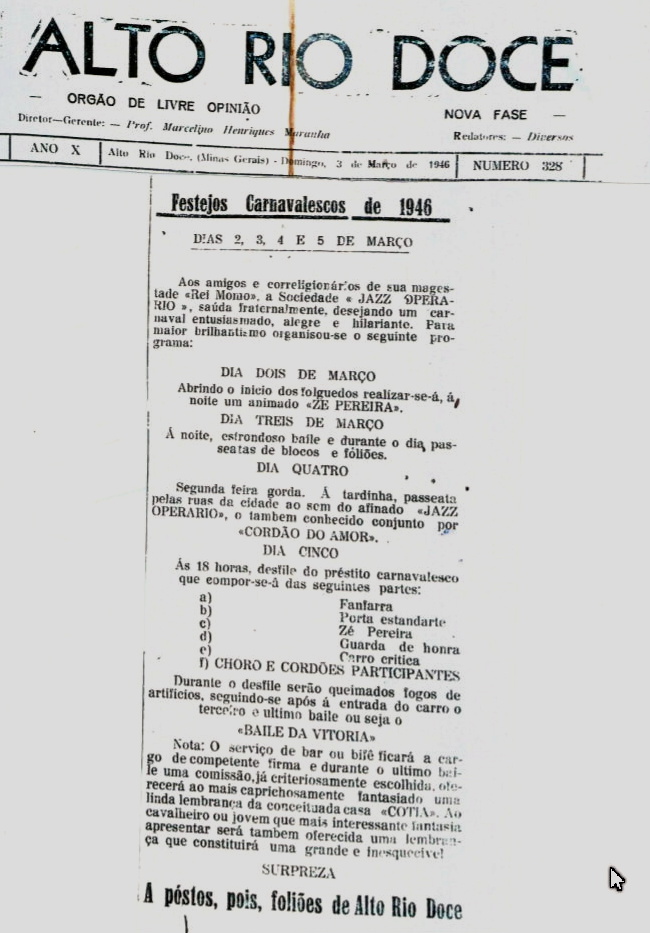 ALTO RIO DOCE
— ORGÃO DE LIVRE OPINIÃO
NOVA FASE —
Diretor—Gerente: — Prof. Marcelino Henriques Maranha
Redatores: — Diversos
ANO X
Alto Rio Doce, (Minas Gerais) - Domingo, 3 de Março de 1946
NUMERO 328
Festejos Carnavalescos de 1946
DIAS 2, 3, 4 E 5 DE MARÇO
Aos amigos e correligionários de sua mages-
tade «Rei Momo», a Sociedade « JAZZ OPERA-
RIO », saúda fraternalmente, desejando um car-
naval entusiasmado, alegre e hilariante. Para
maior brilhantismo organisou-se o seguinte pro-
grama:
DIA DOIS DE MARÇO
Abrindo o inicio dos folguedos realizar-se-á, á
noite um animado «ZE PEREIRA».
DIA TREIS DE MARÇO
Á noite, estrondoso baile e durante o dia, pas-
seatas de blocos e fóliões.
DIA QUATRO
Segunda feira gorda. Á tardinha, passeata
pelas ruas da cidade ao sem do afinado «JAZZ
OPERARIO», o tambem conhecido conjunto por
«CORDÃO DO AMOR».
DIA CINCO
Ás 18 horas, desfile do préstito carnavalesco
que compor-se-á das seguintes partes:
a) Fanfarra
b) Porta estandarte
c) Zé Pereira
d) Guarda de honra
e) Carro critica
f) CHORO E CORDÕES PARTICIPANTES
Durante o desfile serão queimados fogos de
artificios, seguindo-se após á entrada do carro o
terceiro e ultimo baile ou seja o
«BAILE DA VITORIA»
Nota: O serviço de bar ou bifê ficará a car-
go de competente firma e durante o ultimo bai-
le uma comissão, já criteriosamente escolhida, ofe-
recerá ao mais caprichosamente fantasiado uma
linda lembrança da conceituada casa «COTIA». Ao
cavalheiro ou jovem que mais interessante fantasia
apresentar será tambem oferecida uma lembran-
ça que constituirá uma grande e inesquecivel
SURPREZA
A póstos, pois, foliões de Alto Rio Doce